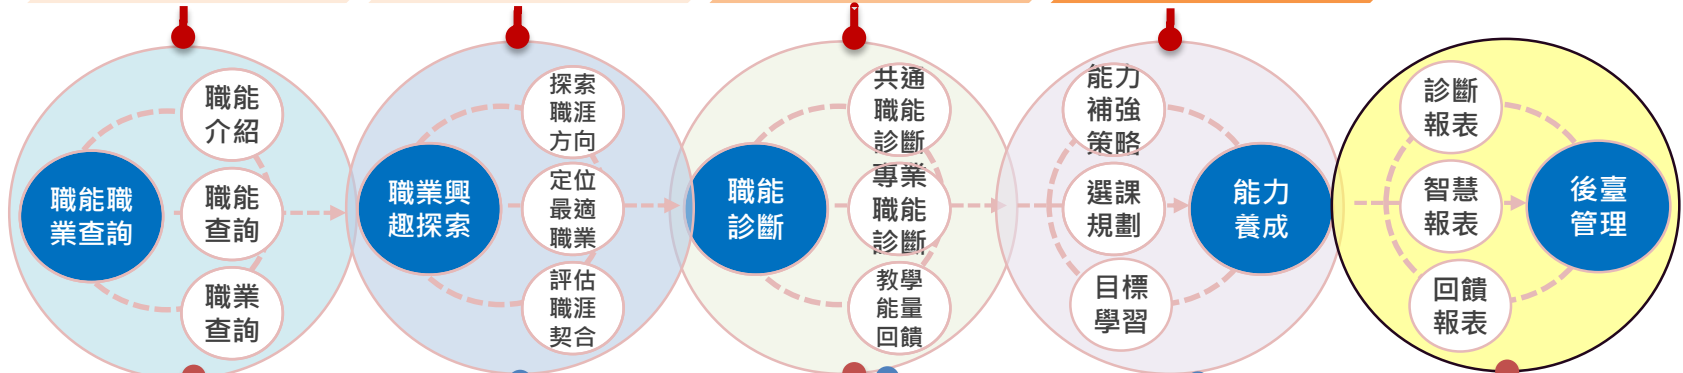 職能職
業查詢
職能
介紹
職能
查詢
職業
查詢
職業興
趣探索
探索
職涯
方向
定位
最適
職業
評估
職涯
契合
職能
診斷
共通
職能
診斷
專業
職能
診斷
教學
能量
回饋
能力
補強
策略
選課
規劃
目標
學習
能力
養成
診斷
報表
智慧
報表
回饋
報表
後臺
管理